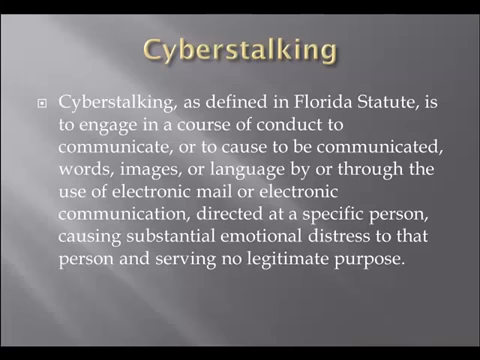 Cyberstalking
Cyberstalking, as defined in Florida Statute, is
to engage in a course of conduct to
communicate, or to cause to be communicated,
words, images, or language by or through the
use of electronic mail or electronic
communication, directed at a specific person,
causing substantial emotional distress to that
person and serving no legitimate purpose.